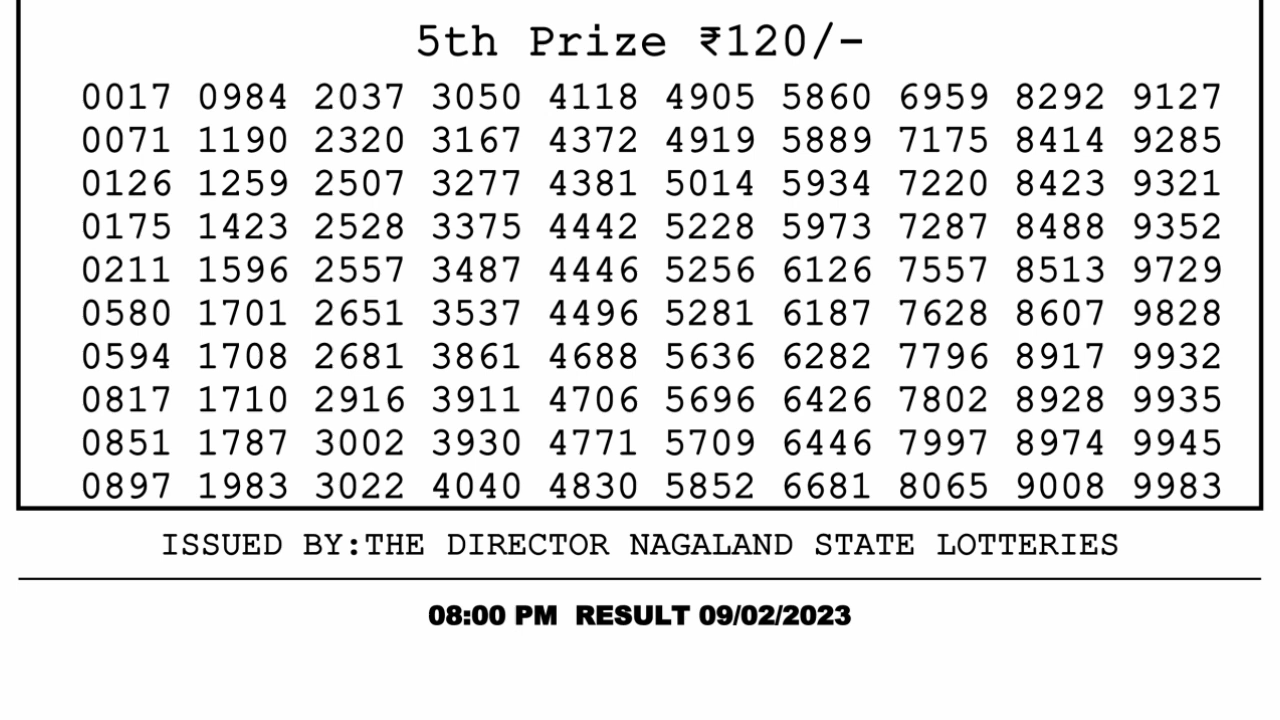 5th Prize ₹120/-
0017 0984 2037 3050 4118 4905 5860 6959 8292 9127
0071 1190 2320 3167 4372 4919 5889 7175 8414 9285
0126 1259 2507 3277 4381 5014 5934 7220 8423 9321
0175 1423 2528 3375 4442 5228 5973 7287 8488 9352
0211 1596 2557 3487 4446 5256 6126 7557 8513 9729
0580 1701 2651 3537 4496 5281 6187 7628 8607 9828
0594 1708 2681 3861 4688 5636 6282 7796 8917 9932
0817 1710 2916 3911 4706 5696 6426 7802 8928 9935
0851 1787 3002 3930 4771 5709 6446 7997 8974 9945
0897 1983 3022 4040 4830 5852 6681 8065 9008 9983
ISSUED BY:THE DIRECTOR NAGALAND STATE LOTTERIES
08:00 PM RESULT 09/02/2023